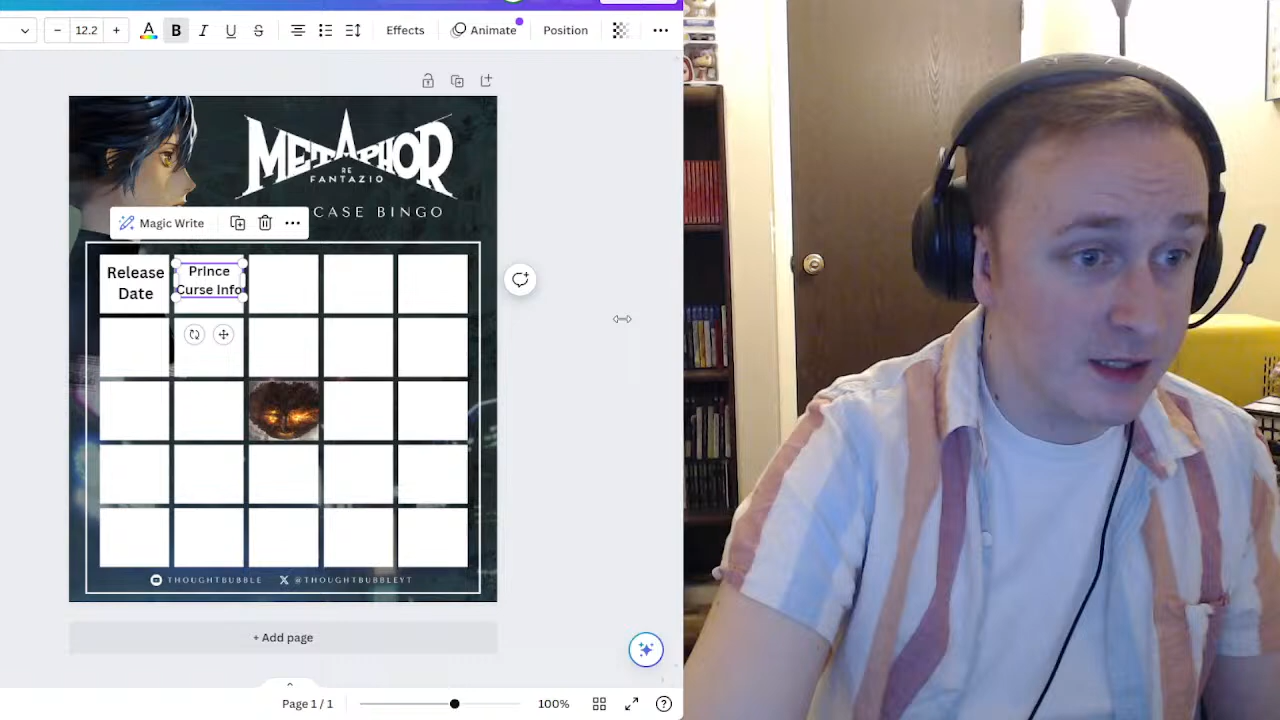 12.2
A
B
I
U
S
Effects
Animate
Position
METAPHOR
RE
FANTAZIO
CASE BINGO
Magic Write
Release
Date
Prince
Curse Info
THOUGHTBUBBLE
@THOUGHTBUBBLEYT
+ Add page
Page 1 / 1
100%